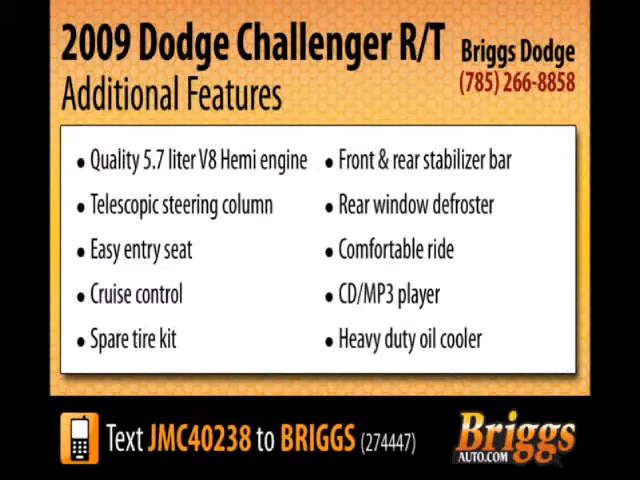 2009 Dodge Challenger R/T
Briggs Dodge
(785) 266-8858
Additional Features
• Quality 5.7 liter V8 Hemi engine
• Telescopic steering column
• Easy entry seat
• Cruise control
• Spare tire kit
• Front & rear stabilizer bar
• Rear window defroster
• Comfortable ride
• CD/MP3 player
• Heavy duty oil cooler
Text JMC40238 to BRIGGS (274447)
Briggs
AUTO.COM